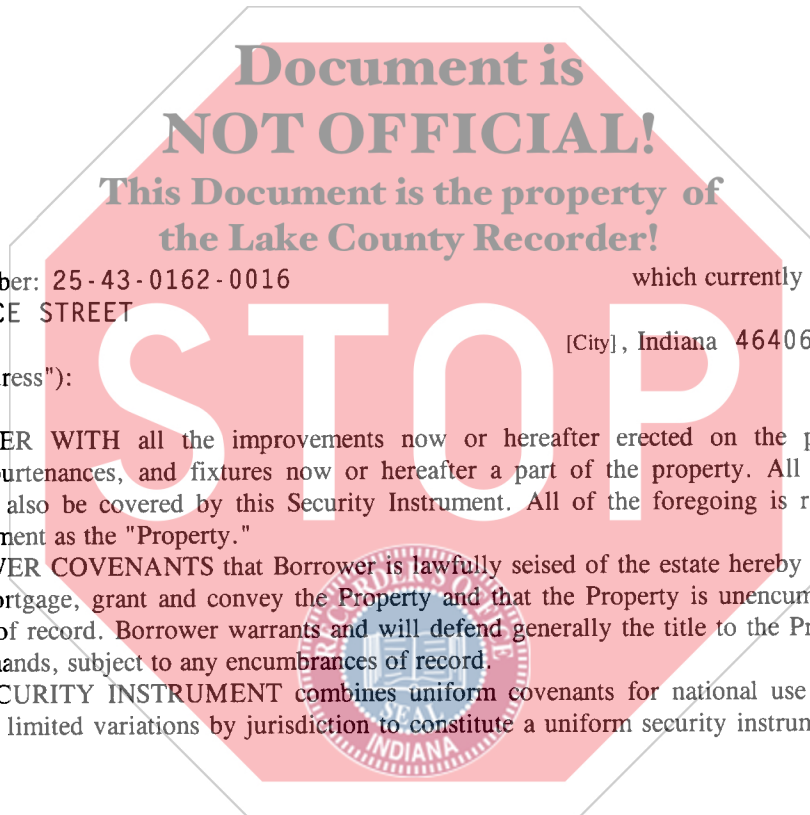 Document is
NOT OFFICIAL!
This Document is the property of
the Lake County Recorder!
ber: 25-43-0162-0016 which currently
CE STREET
[City], Indiana 46406
ress"):
STOP
ER WITH all the improvements now or hereafter erected on the p
urtenances, and fixtures now or hereafter a part of the property. All
also be covered by this Security Instrument. All of the foregoing is r
ment as the "Property."
VER COVENANTS that Borrower is lawfully seised of the estate hereby
ortgage, grant and convey the Property and that the Property is unencum
of record. Borrower warrants and will defend generally the title to the Pr
ands, subject to any encumbrances of record.
CURITY INSTRUMENT combines uniform covenants for national use
limited variations by jurisdiction to constitute a uniform security instrum
RECORDER'S OFFICE
SEAL
INDIANA